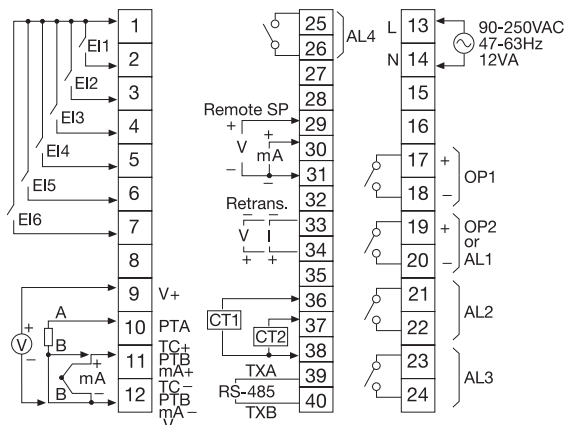 1
EI1
2
EI2
3
EI3
4
EI4
5
EI5
6
EI6
7
8
9 V+
A
10 PTA
B
V + −
11 TC+ PTB mA+
mA + −
B
12 TC− PTB mA− V−
25
26
AL4
27
28
Remote SP
29
+ V −
30
+ mA −
31
32
Retrans.
33
− V +
− I +
34
35
36
CT1
37
CT2
38
TXA 39
RS-485
TXB 40
L 13
90-250VAC
47-63Hz
12VA
N 14
15
16
17 +
18 −
OP1
19 +
20 −
OP2
or
AL1
21
22
AL2
23
24
AL3